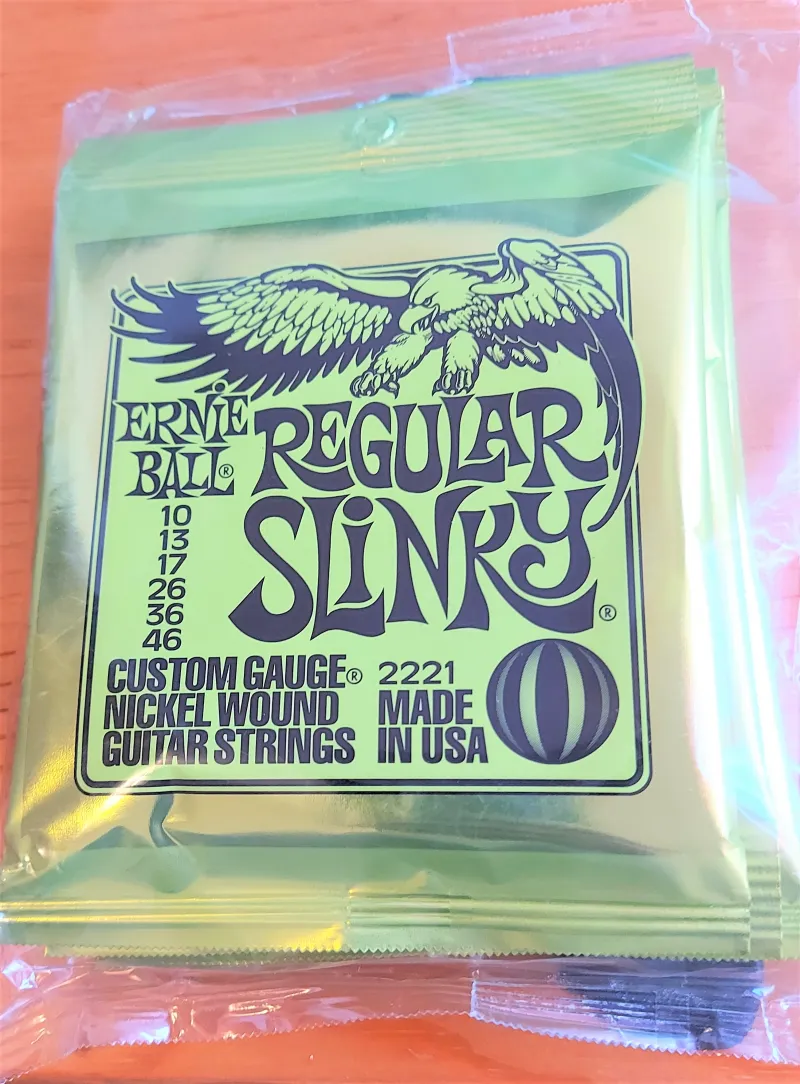 ERNiE
BALL®
REGULAR
SLiNKY®
10
13
17
26
36
46
CUSTOM GAUGE®
NICKEL WOUND
GUITAR STRINGS
2221
MADE
IN USA